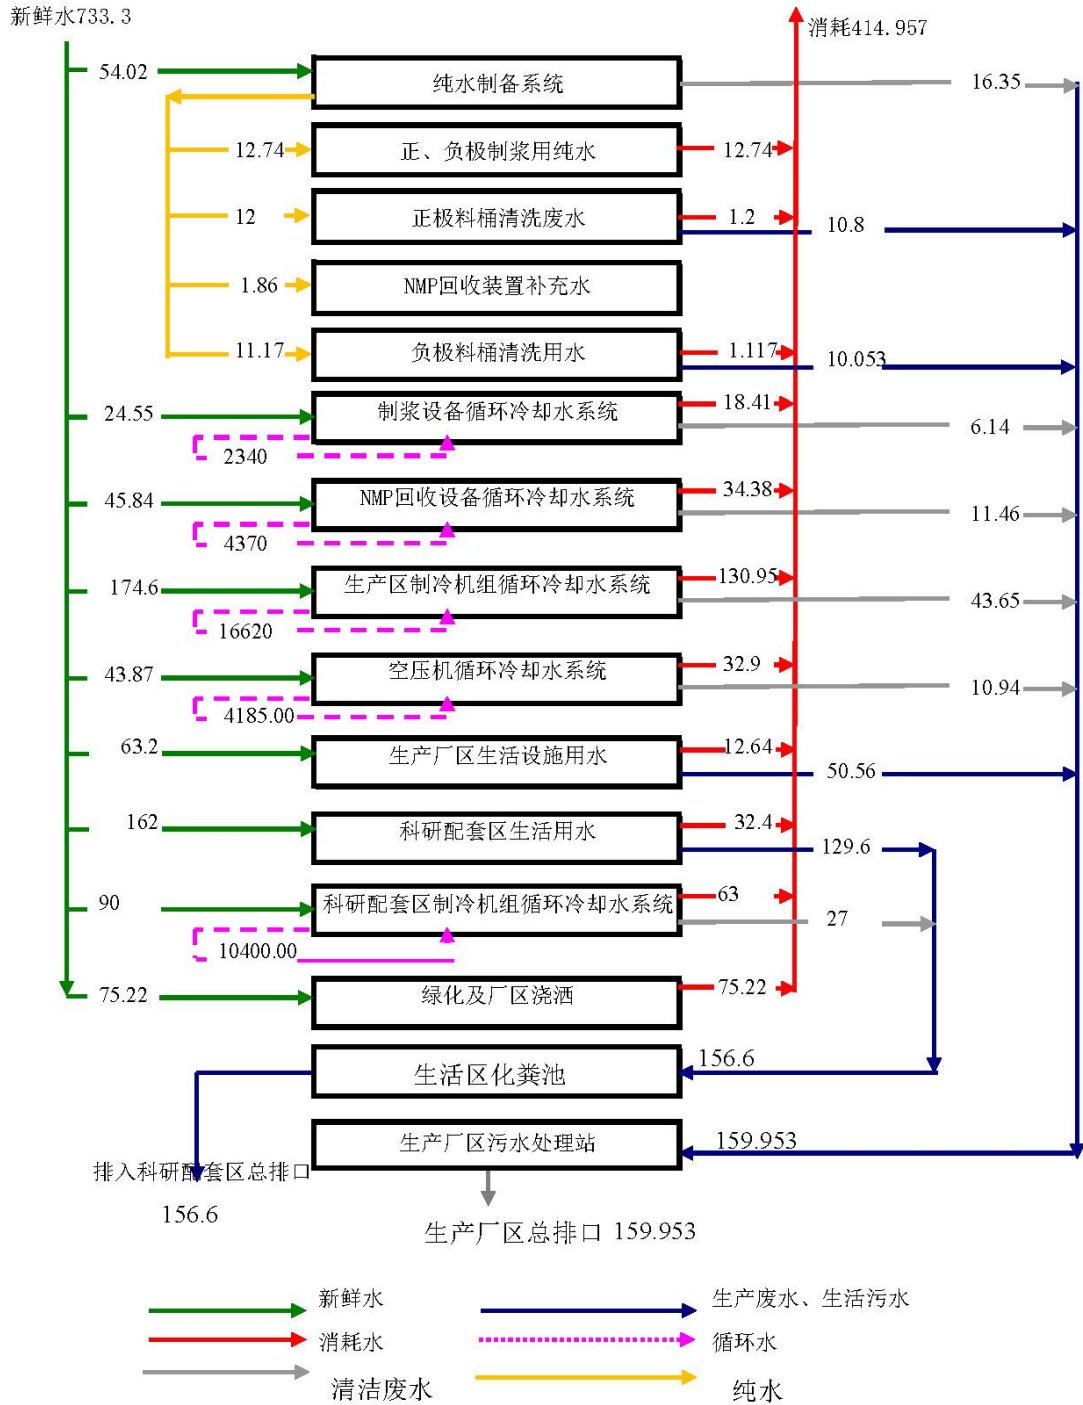 新鲜水733.3
消耗414.957
54.02
纯水制备系统
16.35
12.74
正、负极制浆用纯水
12.74
12
正极料桶清洗废水
1.2
10.8
1.86
NMP回收装置补充水
11.17
负极料桶清洗用水
1.117
10.053
24.55
制浆设备循环冷却水系统
18.41
6.14
2340
45.84
NMP回收设备循环冷却水系统
34.38
11.46
4370
174.6
生产区制冷机组循环冷却水系统
130.95
43.65
16620
43.87
空压机循环冷却水系统
32.9
10.94
4185.00
63.2
生产厂区生活设施用水
12.64
50.56
162
科研配套区生活用水
32.4
129.6
90
科研配套区制冷机组循环冷却水系统
63
27
10400.00
75.22
绿化及厂区浇洒
75.22
生活区化粪池
156.6
生产厂区污水处理站
159.953
排入科研配套区总排口
156.6
生产厂区总排口 159.953
新鲜水
生产废水、生活污水
消耗水
循环水
清洁废水
纯水